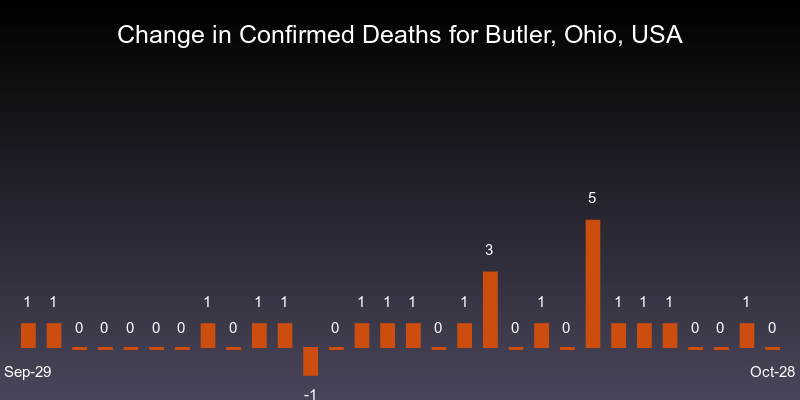 Change in Confirmed Deaths for Butler, Ohio, USA
5
3
1 1 1 1 1 1 1 1 1 1 1 1 1 1
0 0 0 0 0 0 0 0 0 0 0 0 0
Sep-29 Oct-28
-1